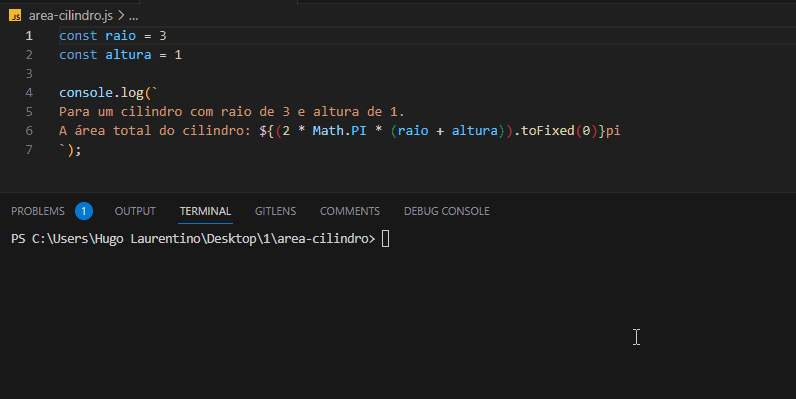 JS area-cilindro.js > ...
1 const raio = 3
2 const altura = 1
3
4 console.log(`
5 Para um cilindro com raio de 3 e altura de 1.
6 A área total do cilindro: ${(2 * Math.PI * (raio + altura)).toFixed(0)}pi
7 `);
PROBLEMS 1 OUTPUT TERMINAL GITLENS COMMENTS DEBUG CONSOLE
PS C:\Users\Hugo Laurentino\Desktop\1\area-cilindro>